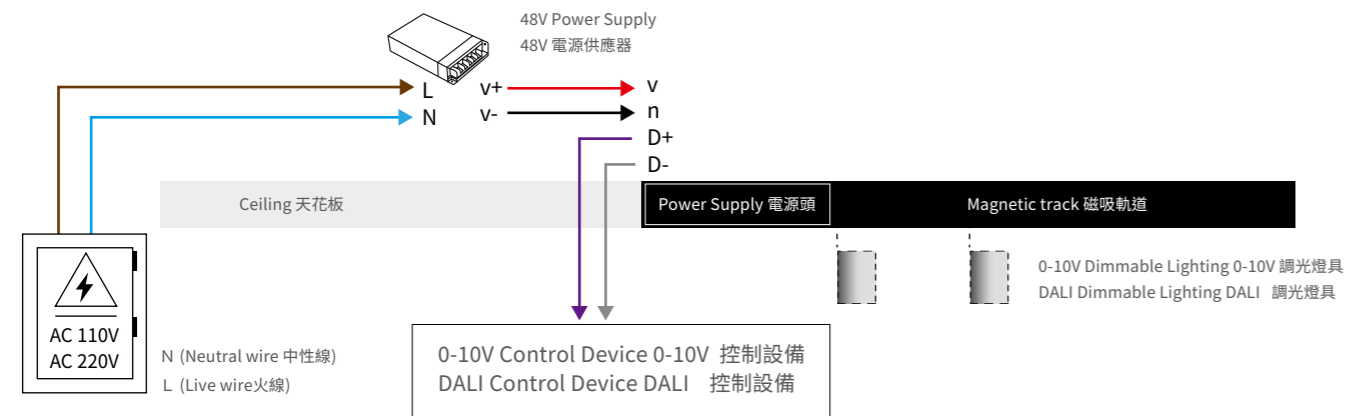 48V Power Supply
48V 電源供應器
L
v+
v
N
v-
n
D+
D-
Ceiling 天花板
Power Supply 電源頭
Magnetic track 磁吸軌道
0-10V Dimmable Lighting 0-10V 調光燈具
DALI Dimmable Lighting DALI 調光燈具
AC 110V
AC 220V
N (Neutral wire 中性線)
L (Live wire火線)
0-10V Control Device 0-10V 控制設備
DALI Control Device DALI 控制設備